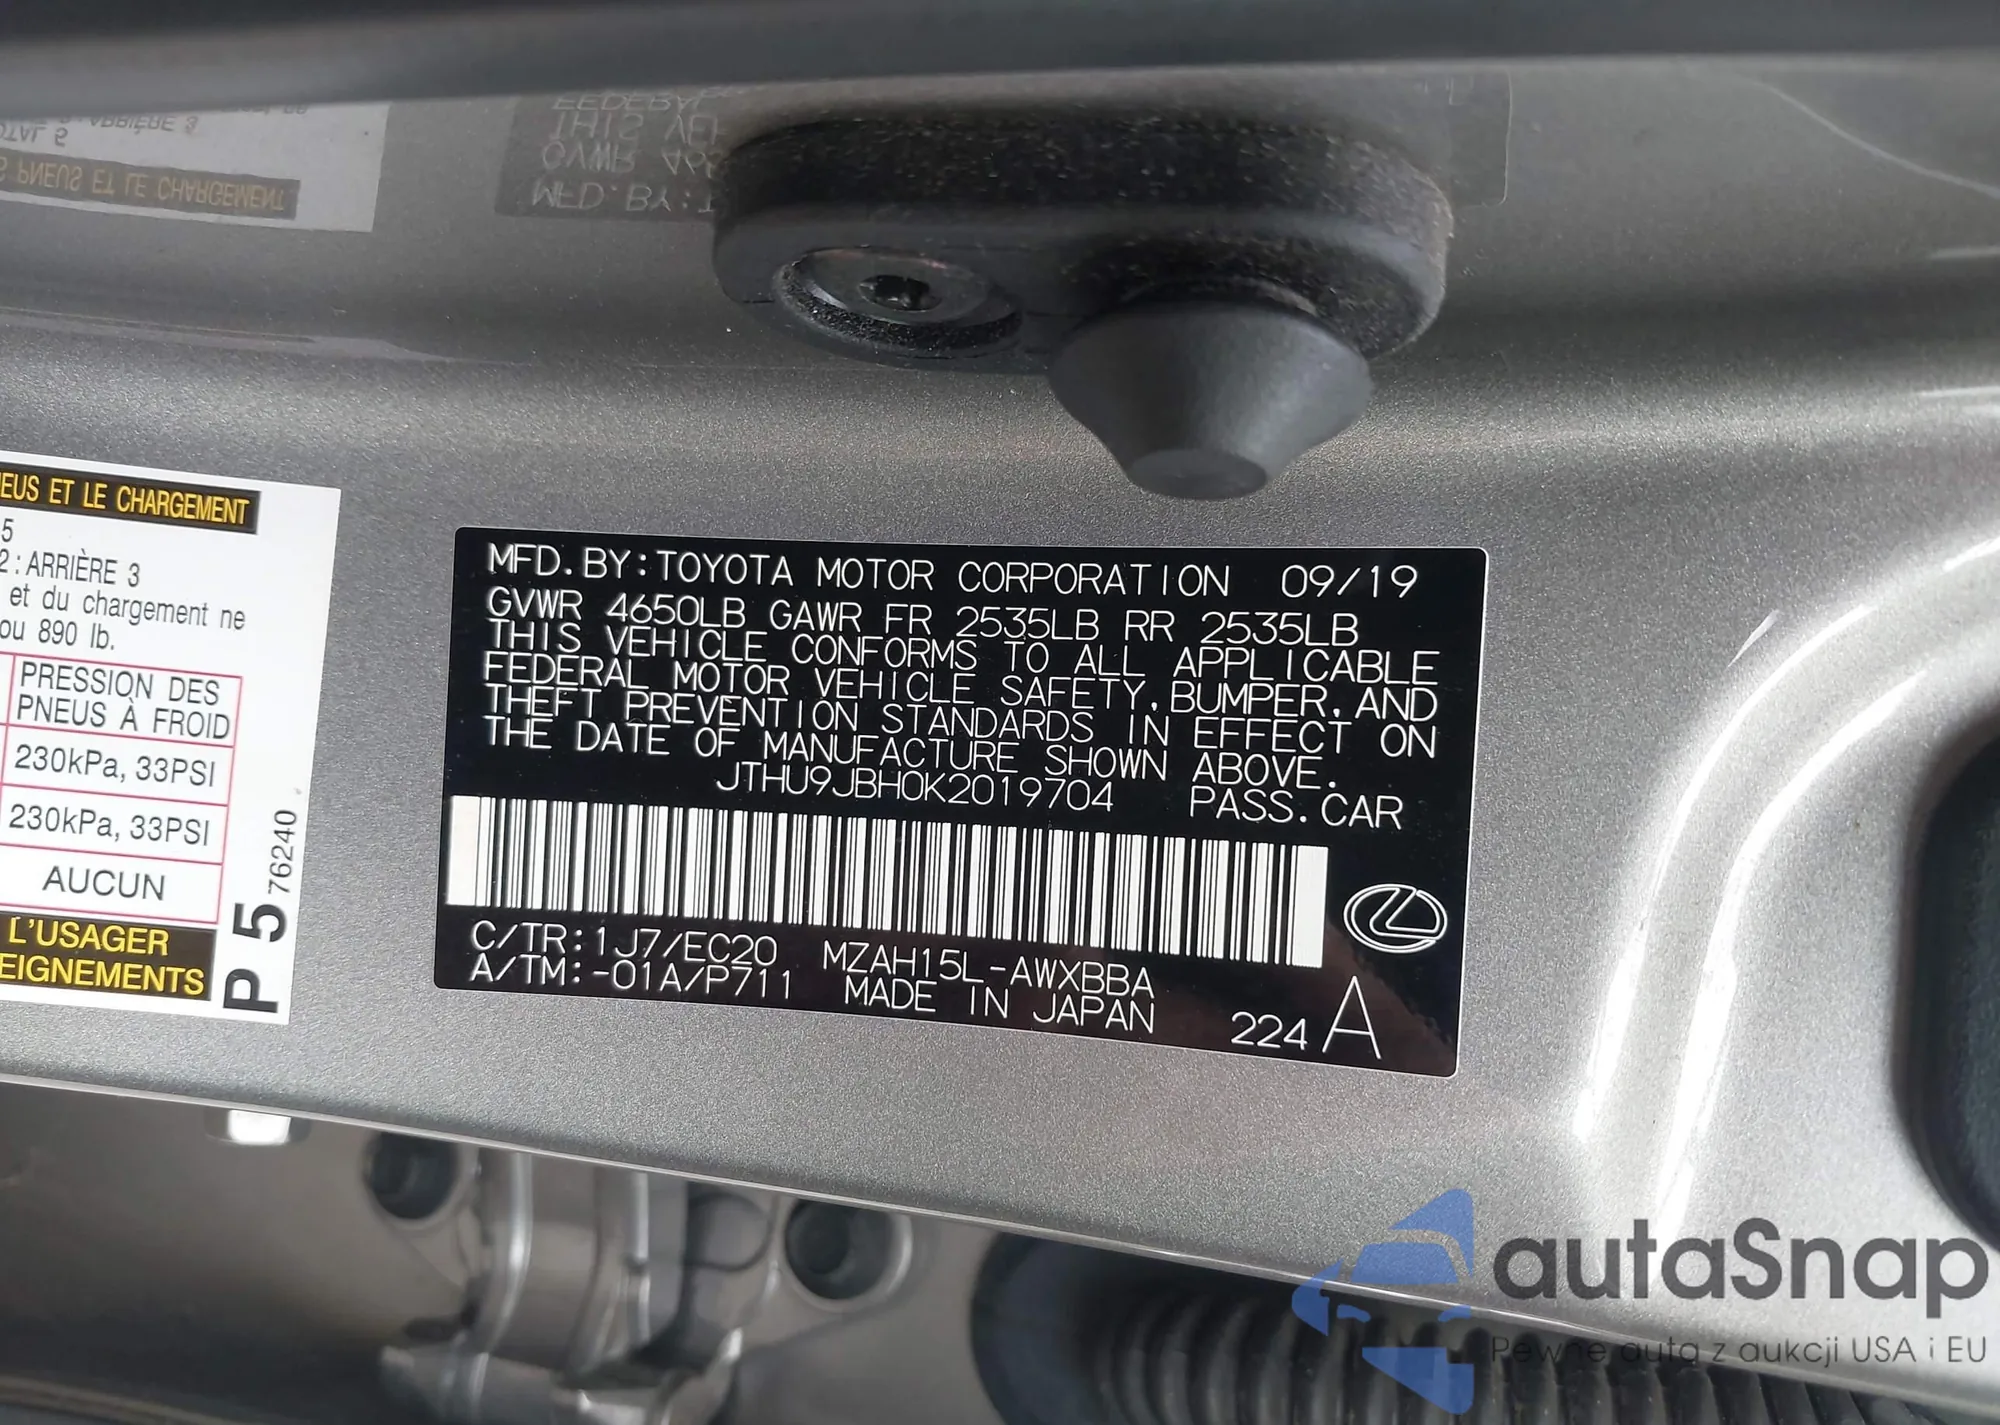 EUS ET LE CHARGEMENT
5
2 : ARRIÈRE 3
et du chargement ne
ou 890 lb.
PRESSION DES
PNEUS À FROID
230kPa, 33PSI
230kPa, 33PSI
AUCUN
L'USAGER
EIGNEMENTS
P 5 76240
MFD. BY: TOYOTA MOTOR CORPORATION 09/19
GVWR 4650LB GAWR FR 2535LB RR 2535LB
THIS VEHICLE CONFORMS TO ALL APPLICABLE
FEDERAL MOTOR VEHICLE SAFETY, BUMPER, AND
THEFT PREVENTION STANDARDS IN EFFECT ON
THE DATE OF MANUFACTURE SHOWN ABOVE.
JTHU9JBH0K2019704 PASS. CAR
C/TR: 1J7/EC20 MZAH15L-AWXBBA
A/TM: -01A/P711 MADE IN JAPAN
224 A
autaSnap
Pewne auta z aukcji USA i EU